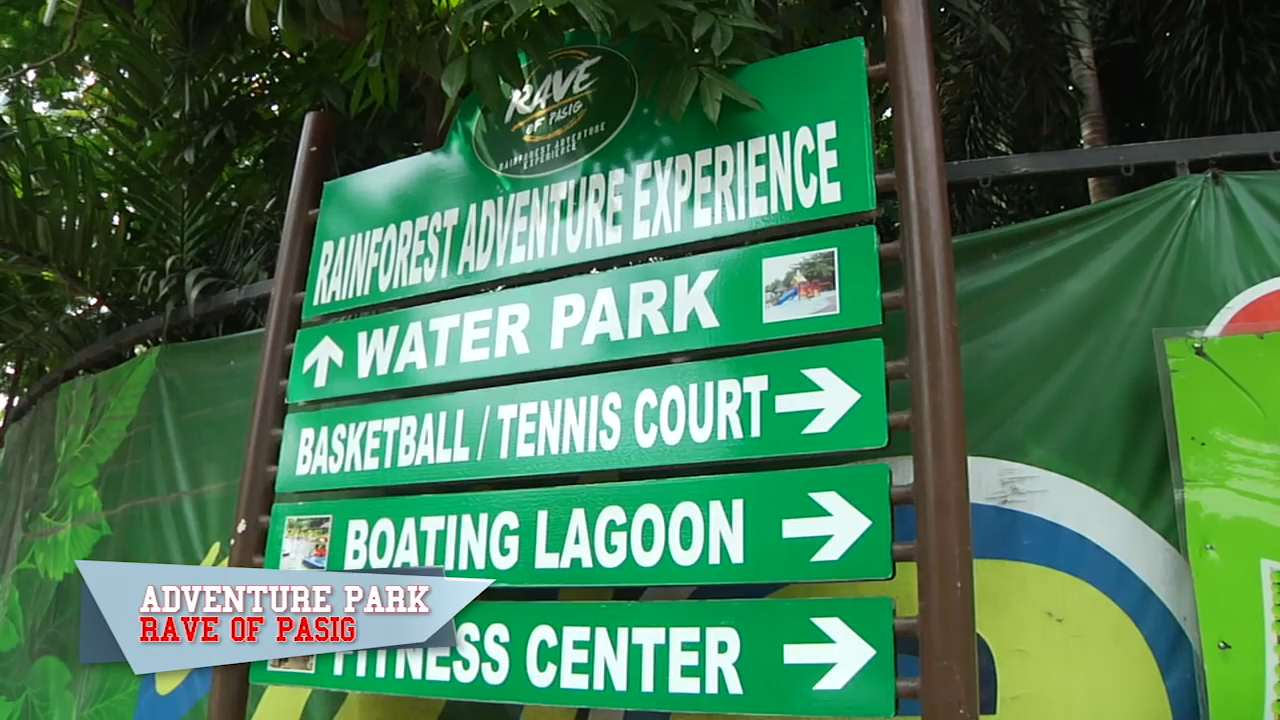 RAVE
OF PASIG
RAINFOREST ADVENTURE
EXPERIENCE
RAINFOREST ADVENTURE EXPERIENCE
WATER PARK
BASKETBALL / TENNIS COURT
BOATING LAGOON
FITNESS CENTER
ADVENTURE PARK
RAVE OF PASIG